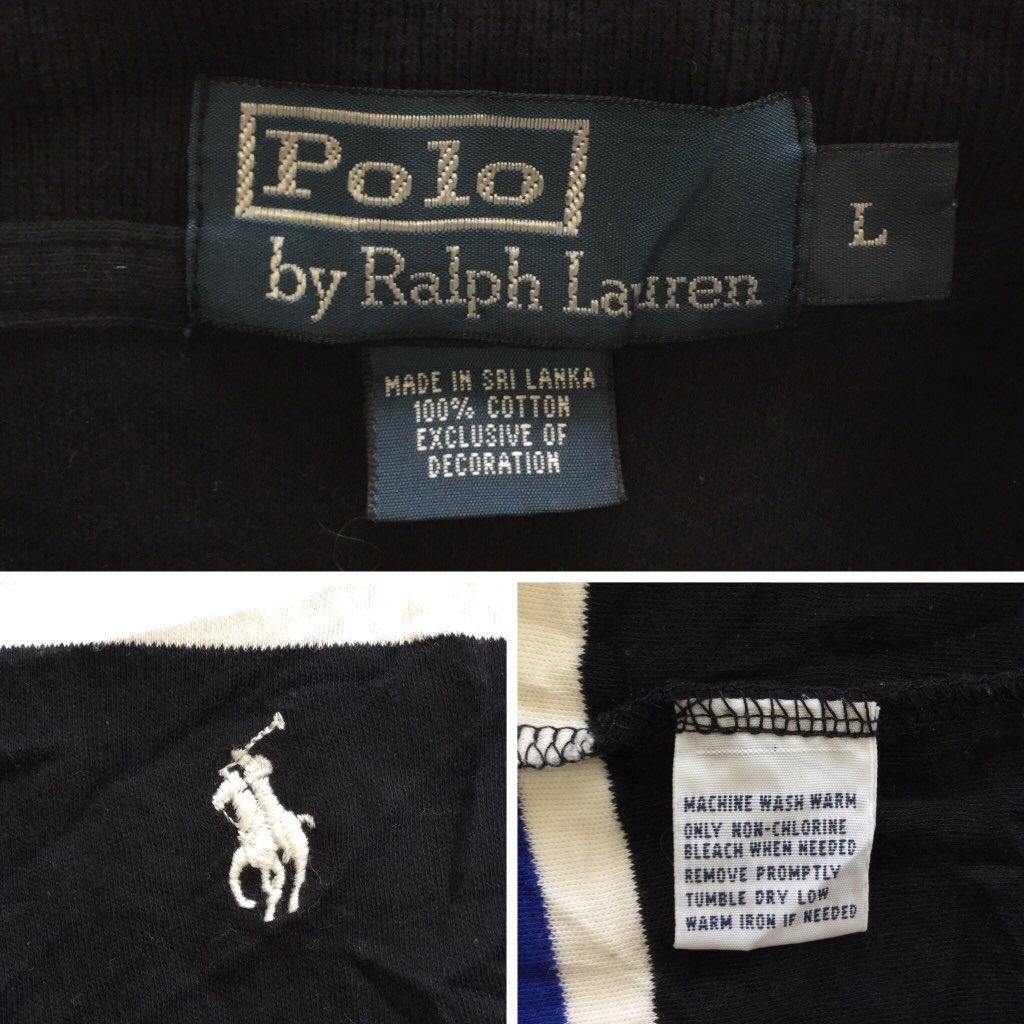 Polo
by Ralph Lauren
L
MADE IN SRI LANKA
100% COTTON
EXCLUSIVE OF
DECORATION
MACHINE WASH WARM
ONLY NON-CHLORINE
BLEACH WHEN NEEDED
REMOVE PROMPTLY
TUMBLE DRY LOW
WARM IRON IF NEEDED